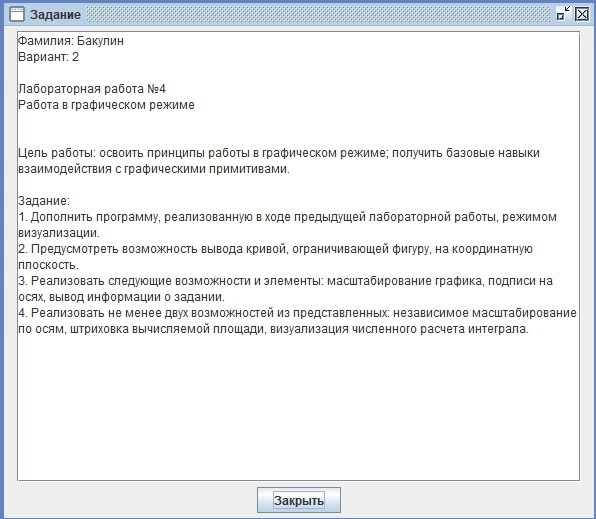 Задание
Фамилия: Бакулин
Вариант: 2
Лабораторная работа №4
Работа в графическом режиме
Цель работы: освоить принципы работы в графическом режиме; получить базовые навыки
взаимодействия с графическими примитивами.
Задание:
1. Дополнить программу, реализованную в ходе предыдущей лабораторной работы, режимом
визуализации.
2. Предусмотреть возможность вывода кривой, ограничивающей фигуру, на координатную
плоскость.
3. Реализовать следующие возможности и элементы: масштабирование графика, подписи на
осях, вывод информации о задании.
4. Реализовать не менее двух возможностей из представленных: независимое масштабирование
по осям, штриховка вычисляемой площади, визуализация численного расчета интеграла.
Закрыть